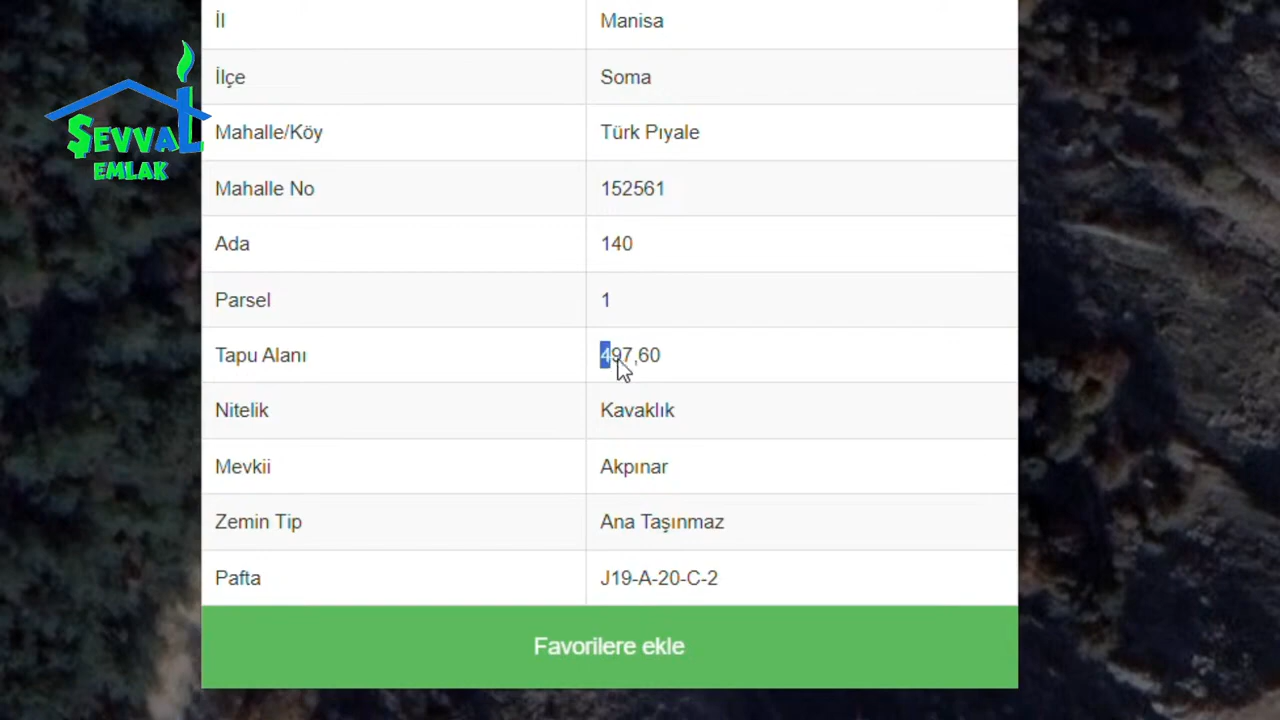 İl Manisa
ŞEVVAL
EMLAK
İlçe Soma
Mahalle/Köy Türk Pıyale
Mahalle No 152561
Ada 140
Parsel 1
Tapu Alanı 497,60
Nitelik Kavaklık
Mevkii Akpınar
Zemin Tip Ana Taşınmaz
Pafta J19-A-20-C-2
Favorilere ekle